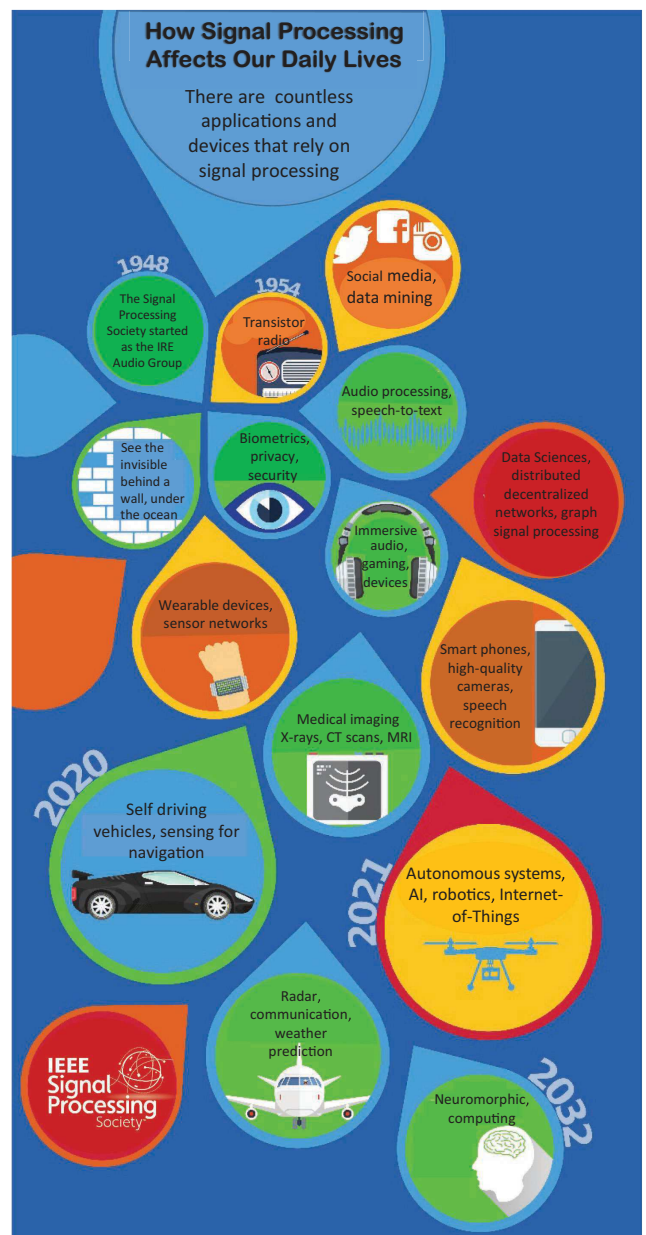 How Signal Processing
Affects Our Daily Lives
There are countless
applications and
devices that rely on
signal processing
1948
The Signal
Processing
Society started
as the IRE
Audio Group
1954
Transistor
radio
Social media,
data mining
Audio processing,
speech-to-text
See the
invisible
behind a
wall, under
the ocean
Biometrics,
privacy,
security
Immersive
audio,
gaming,
devices
Data Sciences,
distributed
decentralized
networks, graph
signal processing
Wearable devices,
sensor networks
Smart phones,
high-quality
cameras,
speech
recognition
Medical imaging
X-rays, CT scans, MRI
2020
Self driving
vehicles, sensing for
navigation
2021
Autonomous systems,
AI, robotics, Internet-
of-Things
Radar,
communication,
weather
prediction
IEEE
Signal
Processing
Society
2032
Neuromorphic,
computing